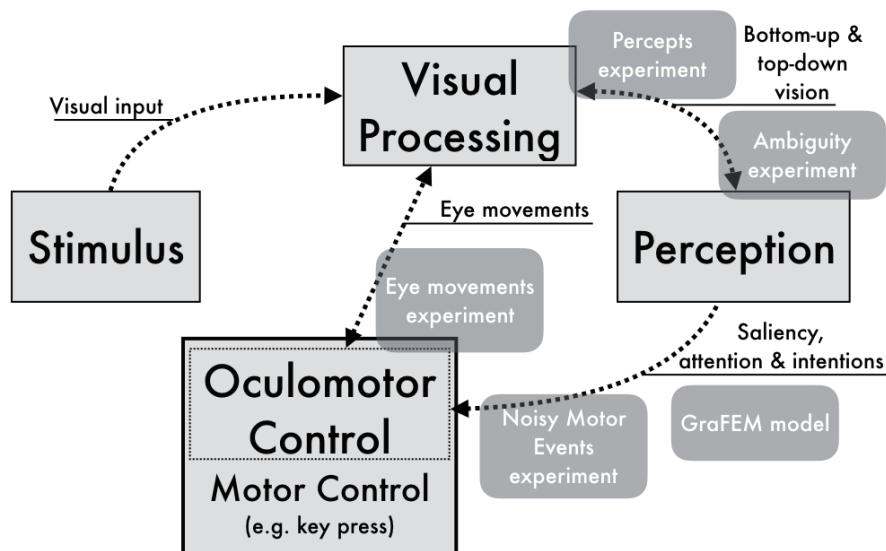 Percepts
experiment
Bottom-up &
top-down
vision
Visual
Processing
Visual input
Ambiguity
experiment
Stimulus
Eye movements
Perception
Eye movements
experiment
Saliency,
attention & intentions
Oculomotor
Control
Motor Control
(e.g. key press)
Noisy Motor
Events
experiment
GraFEM model